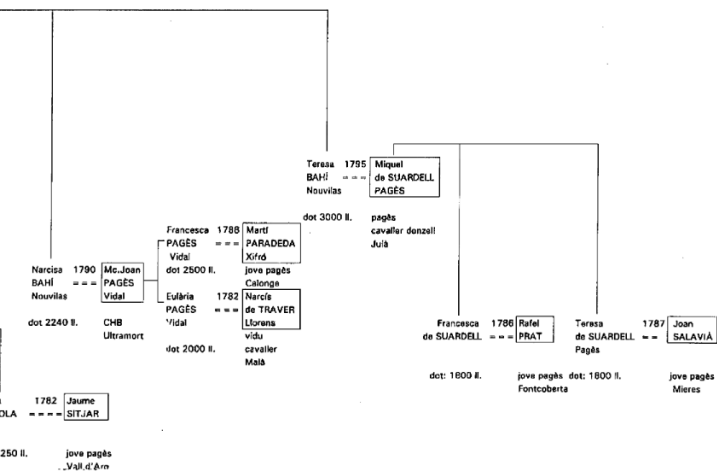 Teresa 1795 Miquel
BAHÍ = = = de SUARDELL
Nouvilas PAGÈS
dot 3000 ll. pagès
cavaller donzell
Juià
Francesca 1788 Martí
PAGÈS = = = PARADEDA
Vidal Xifró
dot 2500 ll. jove pagès
Calonge
Narcisa 1790 Mc.Joan
BAHÍ = = = PAGÈS
Nouvilas Vidal
dot 2240 ll. CHB
Ultramort
Eulària 1782 Narcís
PAGÈS = = = de TRAVER
Vidal Llorens
vidu
dot 2000 ll. cavaller
Maià
Francesca 1786 Rafel
de SUARDELL = = = PRAT
dot: 1800 ll. jove pagès
Fontcoberta
Teresa 1787 Joan
de SUARDELL = = SALAVIÀ
Pagès
dot: 1800 ll. jove pagès
Mieres
1782 Jaume
OLA = = = = SITJAR
250 ll. jove pagès
Vall d'Aro